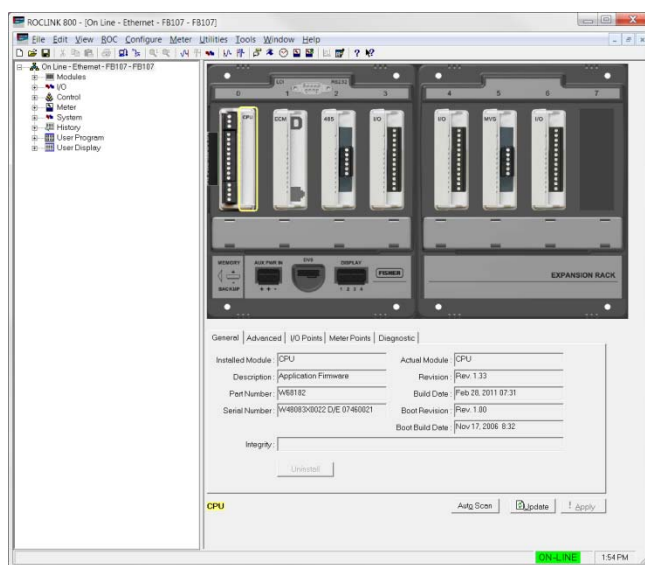 ROCLINK 800 - [On Line - Ethernet - FB107 - FB107]
File Edit View ROC Configure Meter Utilities Tools Window Help
On Line - Ethernet - FB107 - FB107
Modules
I/O
Control
Meter
System
History
User Program
User Display
LOI RS232
0 1 2 3 4 5 6 7
CPU CCM D 485 I/O I/O MVS I/O
MEMORY BACKUP
AUX PWR IN
+ + -
DVS
DISPLAY
1 2 3 4
FISHER
EXPANSION RACK
General Advanced I/O Points Meter Points Diagnostic
Installed Module : CPU Actual Module : CPU
Description : Application Firmware Revision : Rev. 1.33
Part Number : W68182 Build Date : Feb 28, 2011 07:31
Serial Number : W48083X0022 D/E 07460821 Boot Revision : Rev. 1.00
Boot Build Date : Nov 17, 2006 8:32
Integrity :
Uninstall
CPU Auto Scan Update ! Apply
ON-LINE 1:54 PM